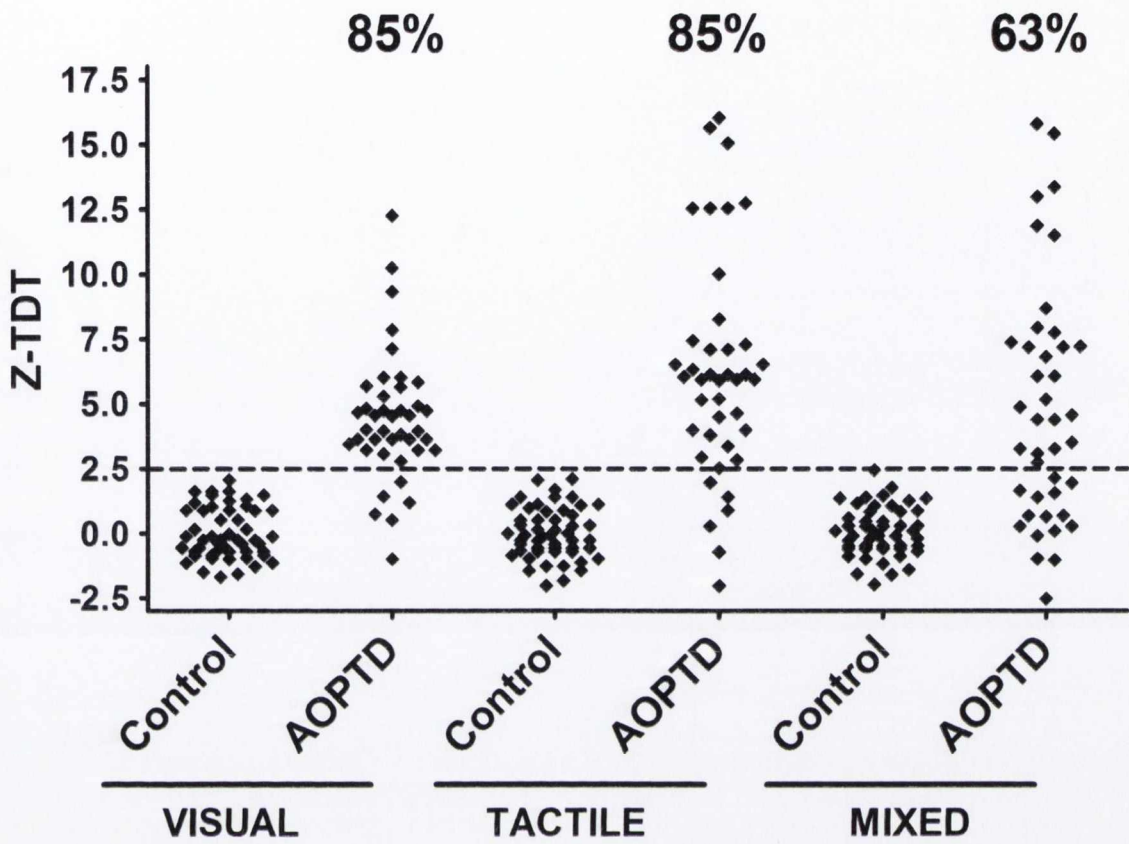 85% 85% 63%
17.5
15.0
12.5
10.0
7.5
5.0
2.5
0.0
-2.5
Z-TDT
Control AOPTD Control AOPTD Control AOPTD
VISUAL TACTILE MIXED